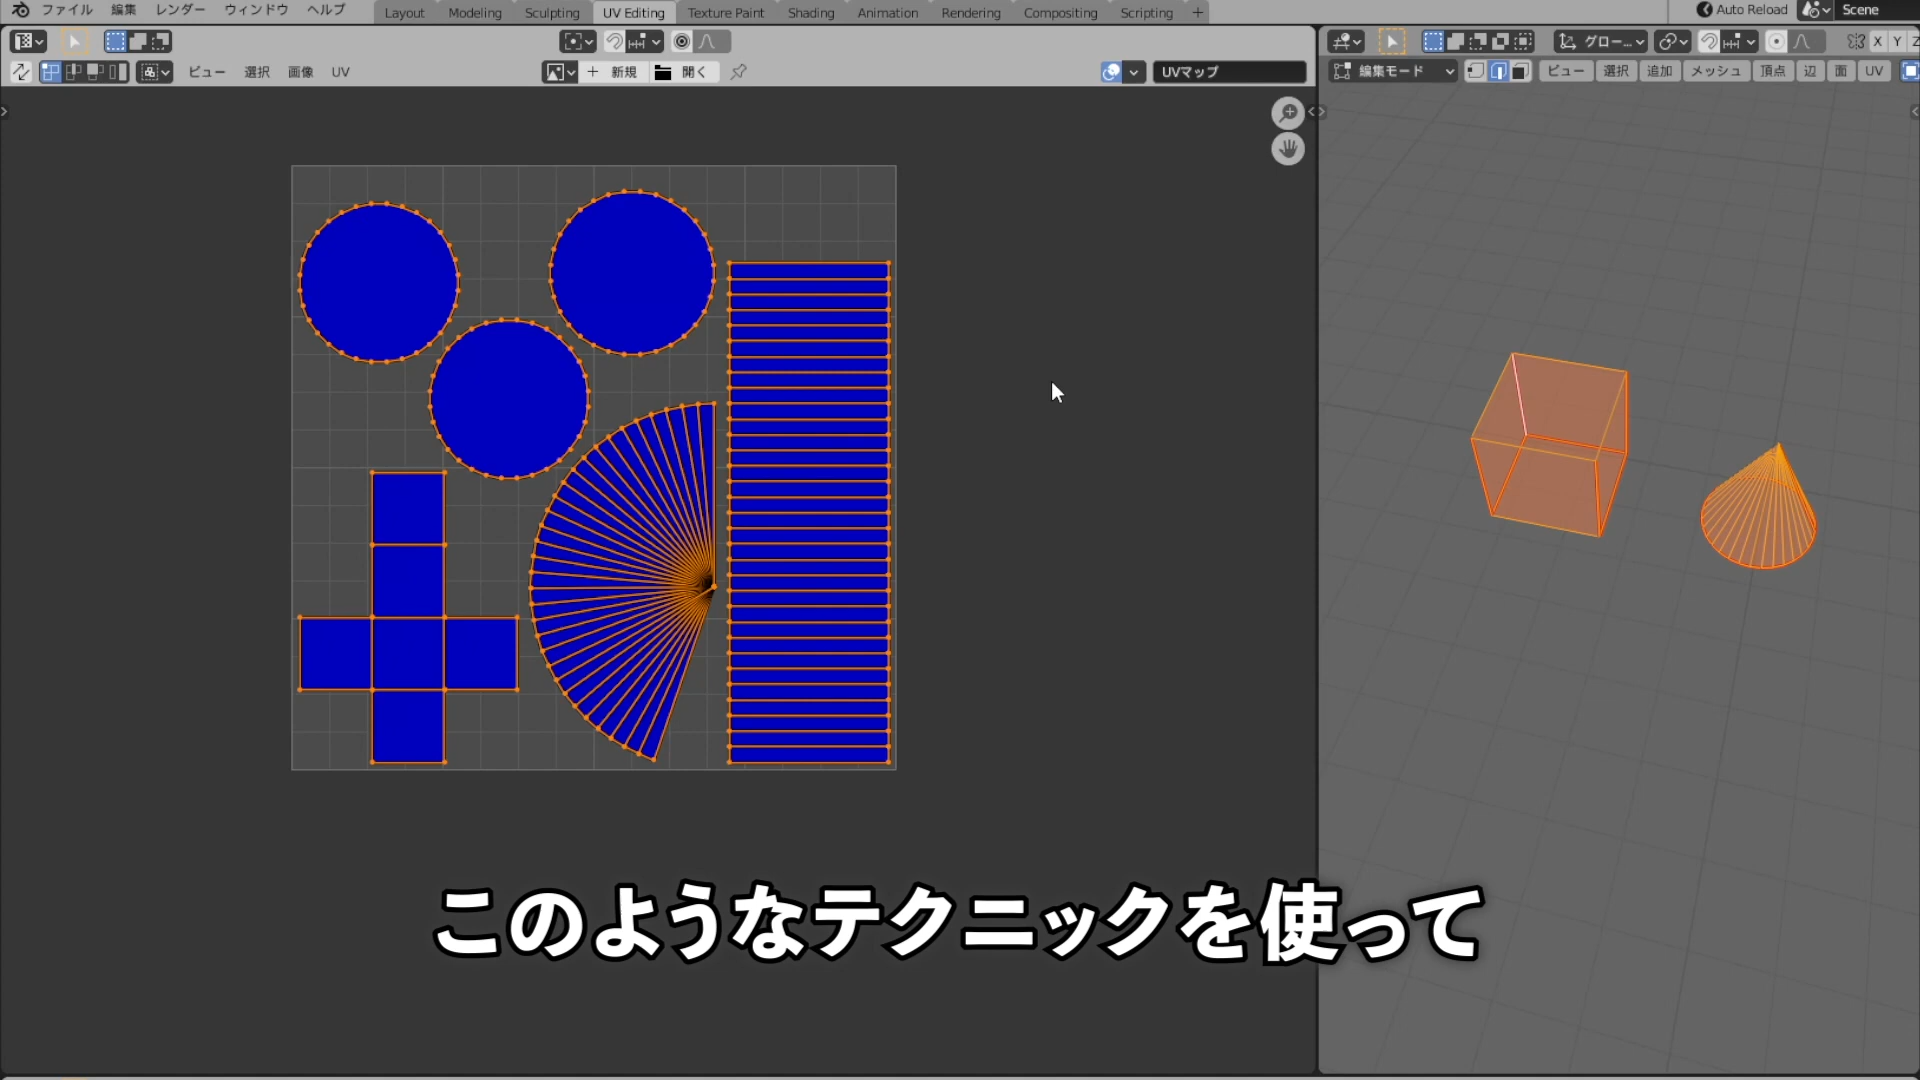 ファイル 編集 レンダー ウィンドウ ヘルプ Layout Modeling Sculpting UV Editing Texture Paint Shading Animation Rendering Compositing Scripting + Auto Reload Scene
グロー... X Y Z
ビュー 選択 画像 UV + 新規 開く UVマップ 編集モード ビュー 選択 追加 メッシュ 頂点 辺 面 UV
このようなテクニックを使って